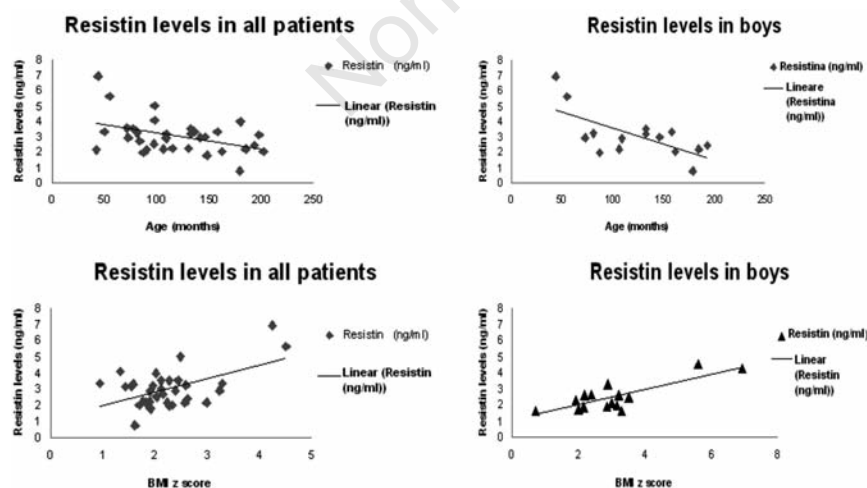 Non
Resistin levels in all patients
Resistin levels (ng/ml)
8
7
6
5
4
3
2
1
0
0 50 100 150 200 250
Age (months)
Resistin (ng/ml)
Linear (Resistin
(ng/ml))
Resistin levels in boys
Resistin levels (ng/ml)
8
7
6
5
4
3
2
1
0
0 50 100 150 200 250
Age (months)
Resistina (ng/ml)
Lineare
(Resistina
(ng/ml))
Resistin levels in all patients
Resistin levels (ng/ml)
8
7
6
5
4
3
2
1
0
0 1 2 3 4 5
BMI z score
Resistin (ng/ml)
Linear (Resistin
(ng/ml))
Resistin levels in boys
Resistin levels (ng/ml)
8
7
6
5
4
3
2
1
0
0 2 4 6 8
BMI z score
Resistin (ng/ml)
Linear
(Resistin
(ng/ml))